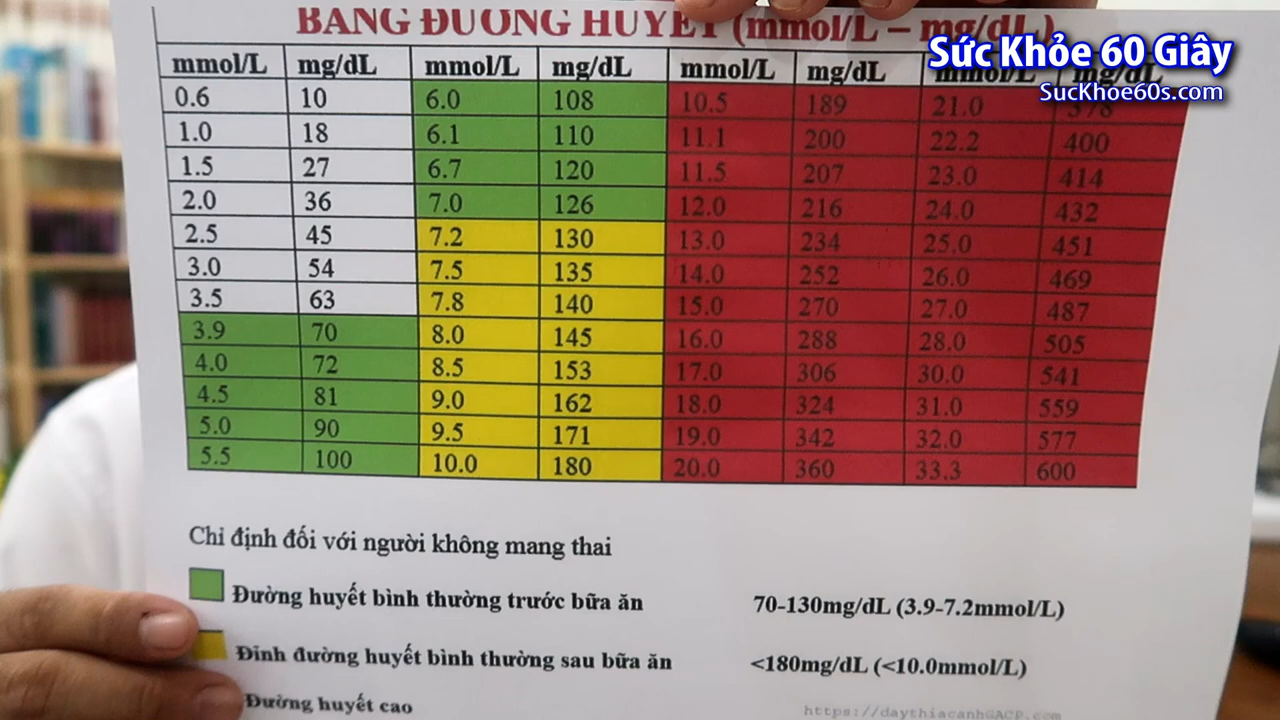 BẢNG ĐƯỜNG HUYẾT (mmol/L – mg/dL)
Sức Khỏe 60 Giây
SucKhoe60s.com
mmol/L mg/dL mmol/L mg/dL mmol/L mg/dL mmol/L mg/dL
0.6 10 6.0 108 10.5 189 21.0 378
1.0 18 6.1 110 11.1 200 22.2 400
1.5 27 6.7 120 11.5 207 23.0 414
2.0 36 7.0 126 12.0 216 24.0 432
2.5 45 7.2 130 13.0 234 25.0 451
3.0 54 7.5 135 14.0 252 26.0 469
3.5 63 7.8 140 15.0 270 27.0 487
3.9 70 8.0 145 16.0 288 28.0 505
4.0 72 8.5 153 17.0 306 30.0 541
4.5 81 9.0 162 18.0 324 31.0 559
5.0 90 9.5 171 19.0 342 32.0 577
5.5 100 10.0 180 20.0 360 33.3 600
Chỉ định đối với người không mang thai
Đường huyết bình thường trước bữa ăn 70-130mg/dL (3.9-7.2mmol/L)
Đỉnh đường huyết bình thường sau bữa ăn <180mg/dL (<10.0mmol/L)
Đường huyết cao
https://daythiacanhGACP.com